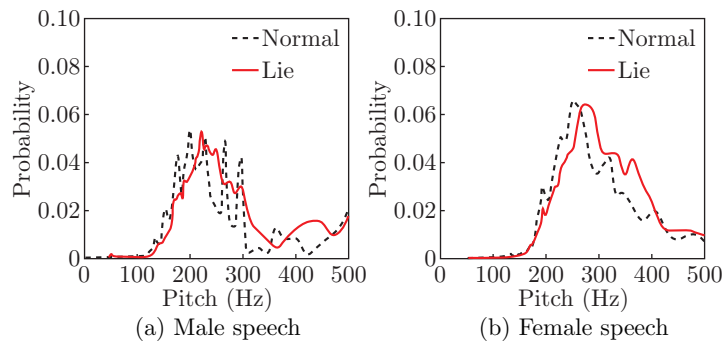 0.10
0.08
0.06
0.04
0.02
0
Probability
Normal
Lie
0 100 200 300 400 500
Pitch (Hz)
(a) Male speech
0.10
0.08
0.06
0.04
0.02
0
Probability
Normal
Lie
0 100 200 300 400 500
Pitch (Hz)
(b) Female speech